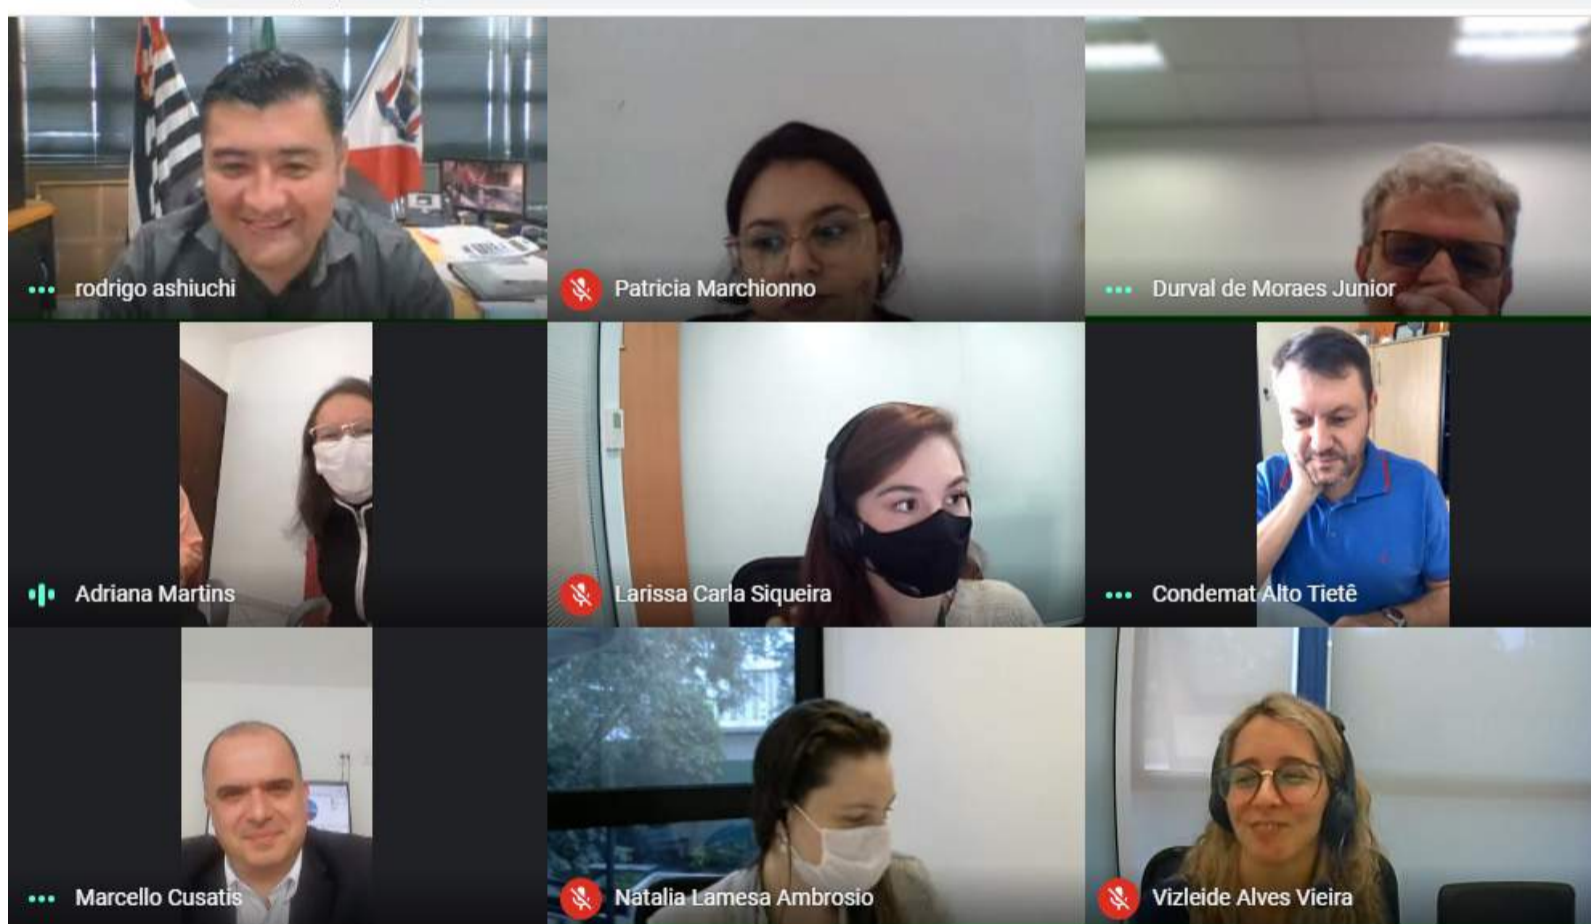 rodrigo ashiuchi
Patricia Marchionno
Durval de Moraes Junior
Adriana Martins
Larissa Carla Siqueira
Condemat Alto Tietê
Marcello Cusatis
Natalia Lamesa Ambrosio
Vizleide Alves Vieira